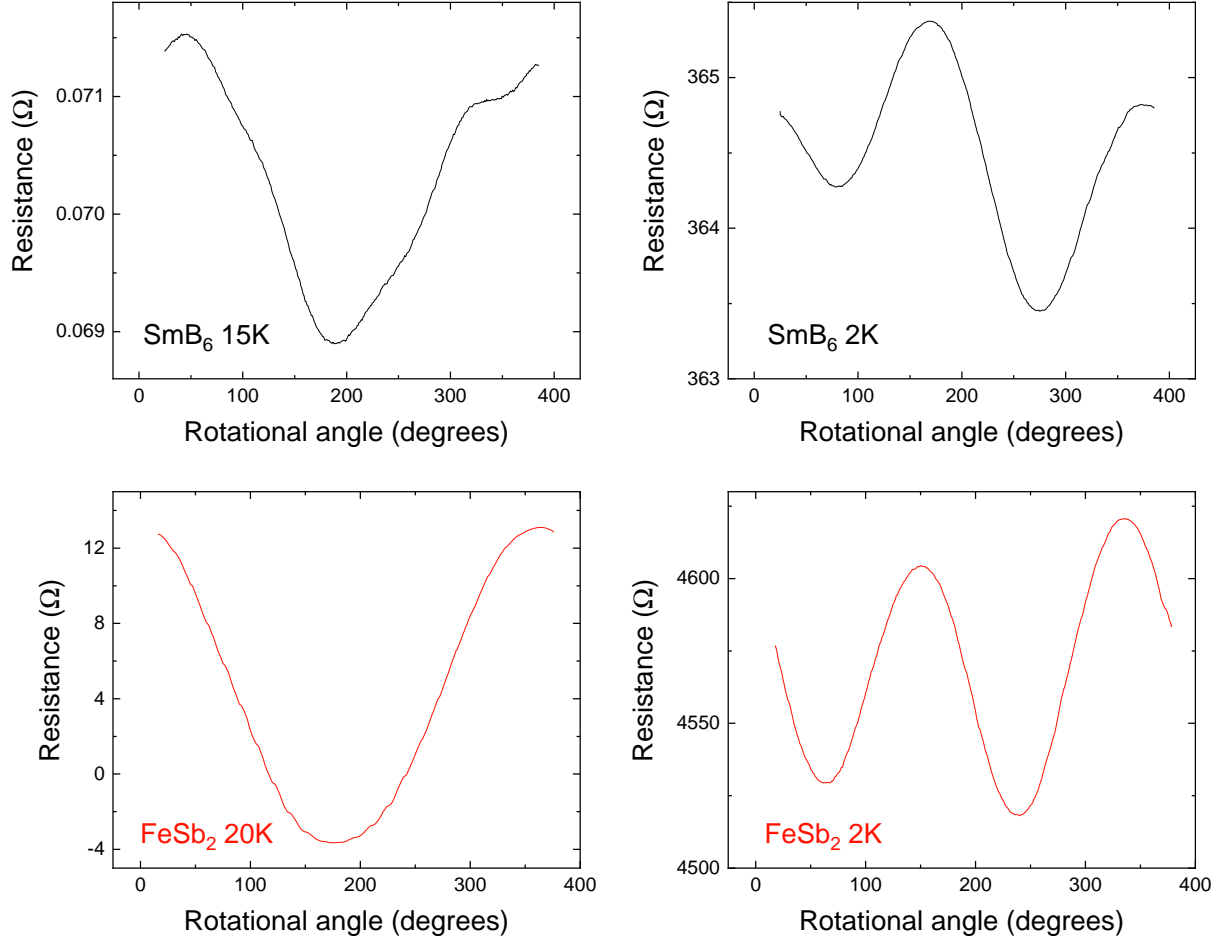 Resistance (Ω)
0.071
0.070
0.069
SmB6 15K
0 100 200 300 400
Rotational angle (degrees)
Resistance (Ω)
365
364
363
SmB6 2K
0 100 200 300 400
Rotational angle (degrees)
Resistance (Ω)
12
8
4
0
-4
FeSb2 20K
0 100 200 300 400
Rotational angle (degrees)
Resistance (Ω)
4600
4550
4500
FeSb2 2K
0 100 200 300 400
Rotational angle (degrees)